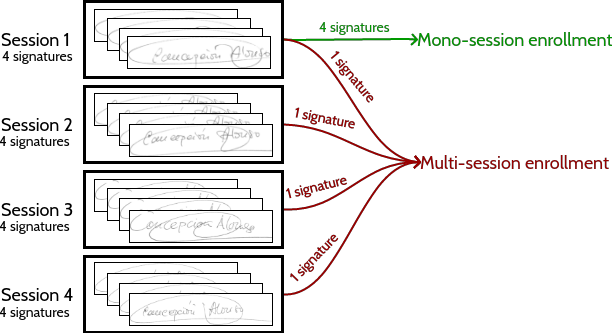 Session 1
4 signatures
Concepción Alonso
4 signatures
Mono-session enrollment
1 signature
Session 2
4 signatures
Concepción Alonso
1 signature
Multi-session enrollment
Session 3
4 signatures
Concepción Alonso
1 signature
Session 4
4 signatures
Concepción Alonso
1 signature